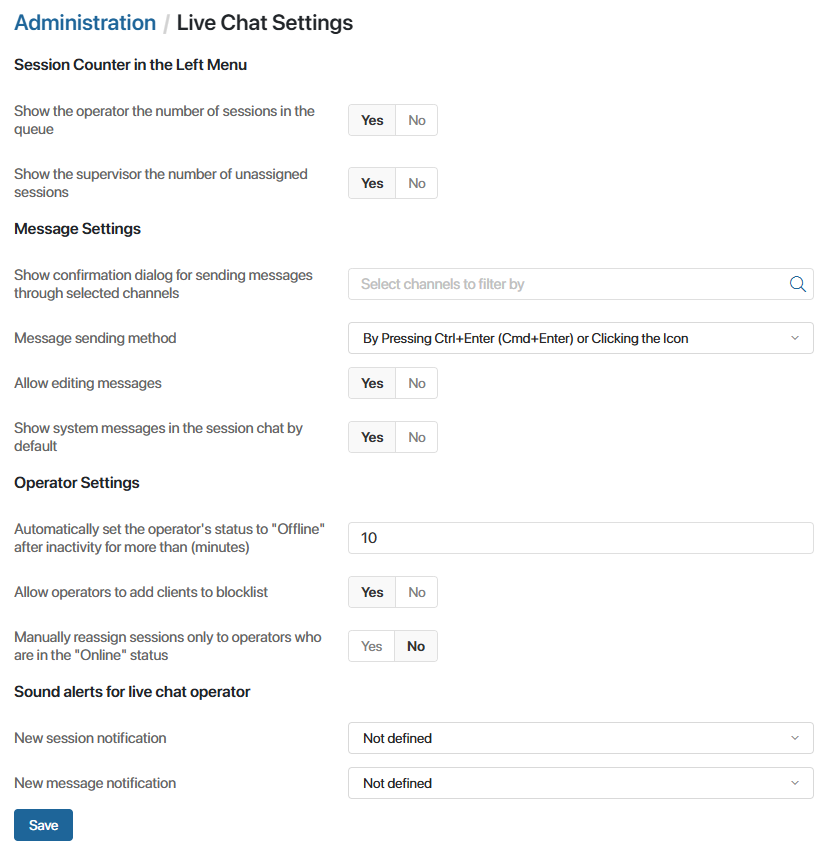 Administration / Live Chat Settings
Session Counter in the Left Menu
Show the operator the number of sessions in the
queue
Yes No
Show the supervisor the number of unassigned
sessions
Yes No
Message Settings
Show confirmation dialog for sending messages
through selected channels
Select channels to filter by
Message sending method
By Pressing Ctrl+Enter (Cmd+Enter) or Clicking the Icon
Allow editing messages
Yes No
Show system messages in the session chat by
default
Yes No
Operator Settings
Automatically set the operator's status to "Offline"
after inactivity for more than (minutes)
10
Allow operators to add clients to blocklist
Yes No
Manually reassign sessions only to operators who
are in the "Online" status
Yes No
Sound alerts for live chat operator
New session notification
Not defined
New message notification
Not defined
Save